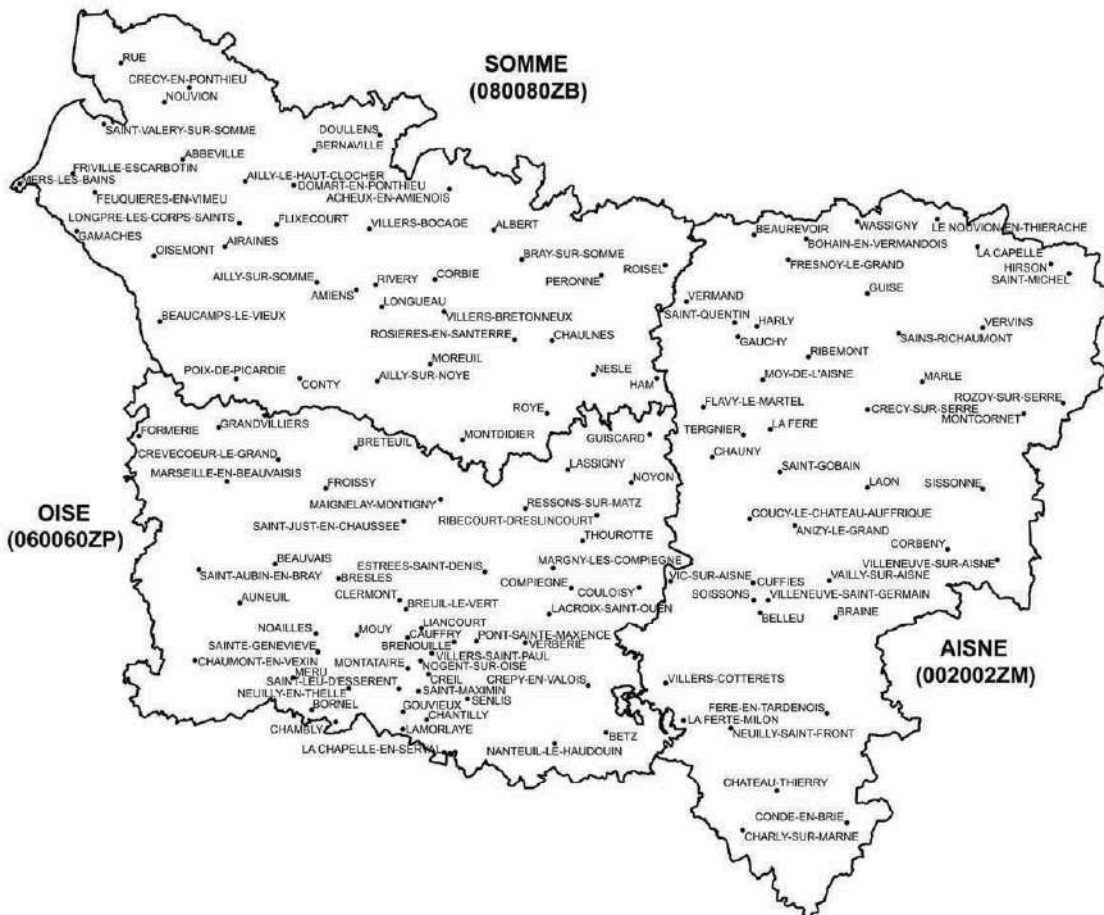 SOMME
(080080ZB)
RUE
CRECY-EN-PONTHIEU
NOUVION
SAINT-VALERY-SUR-SOMME
DOULLENS
BERNAVILLE
ABBEVILLE
FRIVILLE-ESCARBOTIN
MERS-LES-BAINS
AILLY-LE-HAUT-CLOCHER
DOMART-EN-PONTHIEU
ACHEUX-EN-AMIENOIS
FEUQUIERES-EN-VIMEU
LONGPRE-LES-CORPS-SAINTS
FLIXECOURT
VILLERS-BOCAGE
ALBERT
GAMACHES
AIRAINES
OISEMONT
BRAY-SUR-SOMME
ROISEL
AILLY-SUR-SOMME
RIVERY
CORBIE
PERONNE
AMIENS
LONGUEAU
BEAUCAMPS-LE-VIEUX
VILLERS-BRETONNEUX
ROSIERES-EN-SANTERRE
CHAULNES
MOREUIL
POIX-DE-PICARDIE
CONTY
AILLY-SUR-NOYE
NESLE
HAM
ROYE
MONTDIDIER
BEAUREVOIR
WASSIGNY
LE NOUVION-EN-THIERACHE
BOHAIN-EN-VERMANDOIS
LA CAPELLE
FRESNOY-LE-GRAND
HIRSON
SAINT-MICHEL
VERMAND
GUISE
SAINT-QUENTIN
HARLY
VERVINS
GAUCHY
SAINS-RICHAUMONT
RIBEMONT
MOY-DE-L'AISNE
MARLE
FLAVY-LE-MARTEL
CRECY-SUR-SERRE
ROZOY-SUR-SERRE
MONTCORNET
TERGNIER
LA FERE
CHAUNY
SAINT-GOBAIN
LAON
SISSONNE
COUCY-LE-CHATEAU-AUFFRIQUE
ANIZY-LE-GRAND
CORBENY
VILLENEUVE-SUR-AISNE
VIC-SUR-AISNE
CUFFIES
VAILLY-SUR-AISNE
SOISSONS
VILLENEUVE-SAINT-GERMAIN
BELLEU
BRAINE
AISNE
(002002ZM)
VILLERS-COTTERETS
FERE-EN-TARDENOIS
LA FERTE-MILON
NEUILLY-SAINT-FRONT
CHATEAU-THIERRY
CONDE-EN-BRIE
CHARLY-SUR-MARNE
OISE
(060060ZP)
GRANDVILLIERS
FORMERIE
BRETEUIL
GUISCARD
CREVECOEUR-LE-GRAND
LASSIGNY
MARSEILLE-EN-BEAUVAISIS
FROISSY
NOYON
MAIGNELAY-MONTIGNY
RESSONS-SUR-MATZ
SAINT-JUST-EN-CHAUSSEE
RIBECOURT-DRESLINCOURT
THOUROTTE
BEAUVAIS
ESTREES-SAINT-DENIS
MARGNY-LES-COMPIEGNE
SAINT-AUBIN-EN-BRAY
BRESLES
COMPIEGNE
COULOISY
CLERMONT
AUNEUIL
BREUIL-LE-VERT
LACROIX-SAINT-OUEN
LIANCOURT
NOAILLES
MOUY
CAUFFRY
PONT-SAINTE-MAXENCE
BRENOUILLE
VERBERIE
SAINTE-GENEVIEVE
VILLERS-SAINT-PAUL
CHAUMONT-EN-VEXIN
MONTATAIRE
NOGENT-SUR-OISE
MERU
CREIL
SAINT-LEU-D'ESSERENT
CREPY-EN-VALOIS
NEUILLY-EN-THELLE
SAINT-MAXIMIN
SENLIS
BORNEL
GOUVIEUX
CHANTILLY
CHAMBLY
LAMORLAYE
BETZ
LA CHAPELLE-EN-SERVAL
NANTEUIL-LE-HAUDOUIN